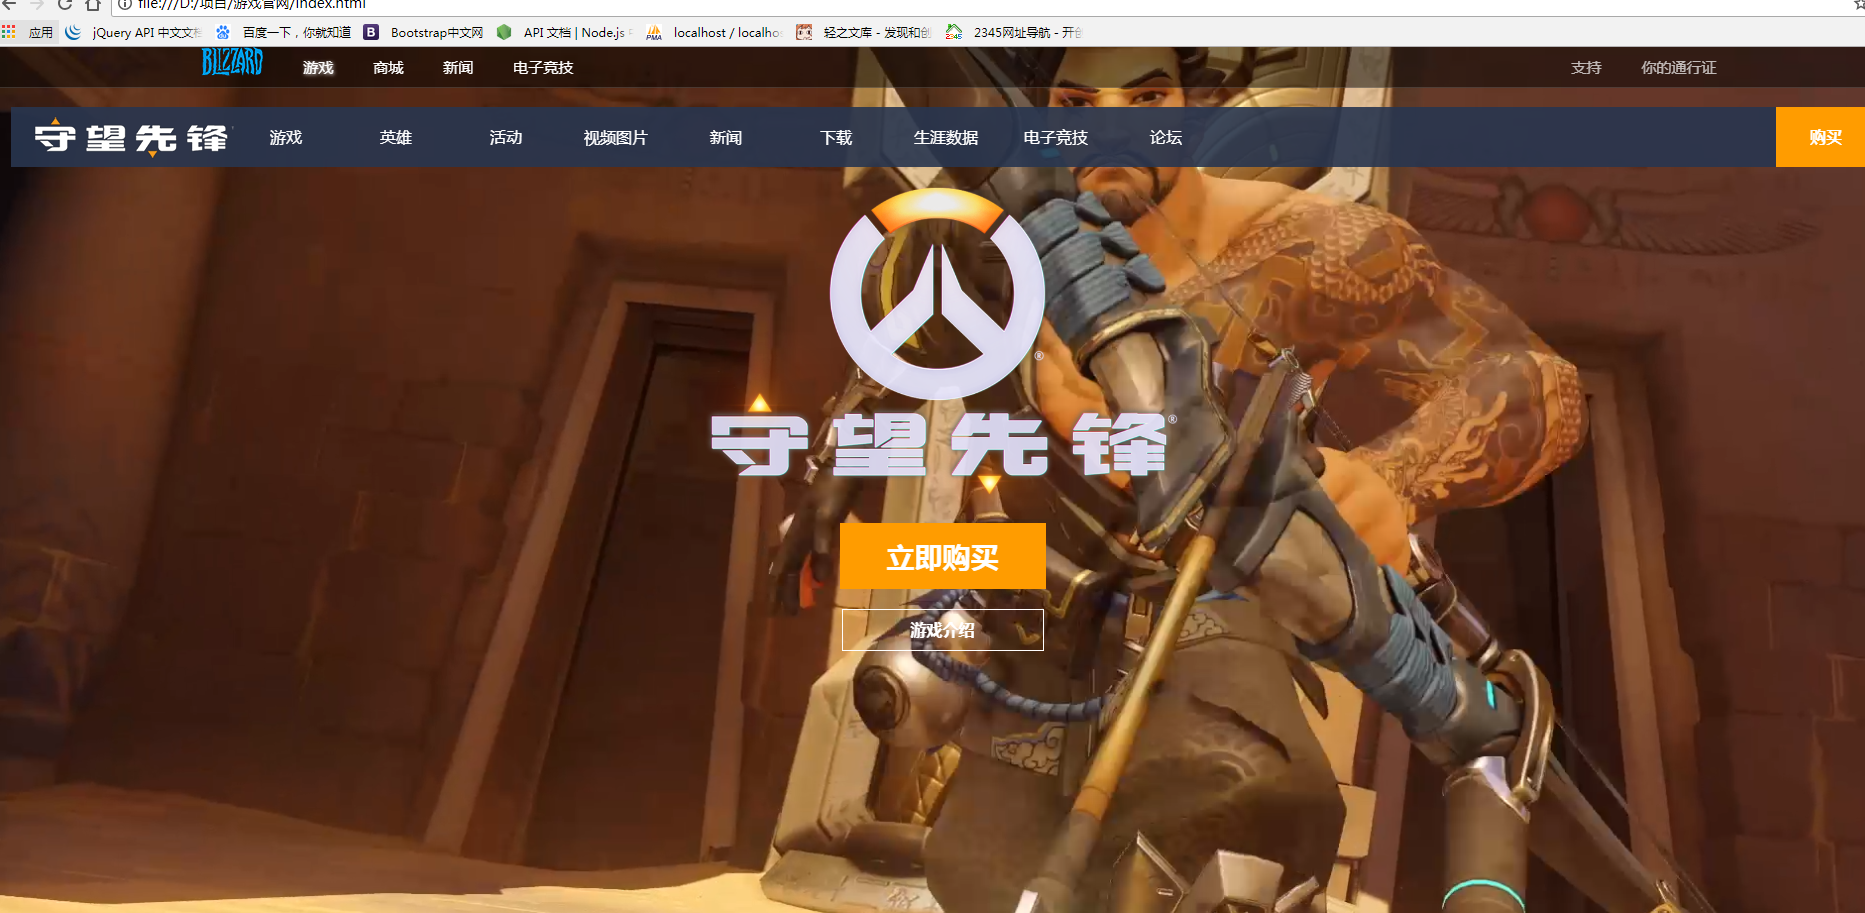 file:///D:/项目/游戏官网/index.html
应用 jQuery API 中文文档 百度一下，你就知道 Bootstrap中文网 API 文档 | Node.js localhost / localhos 轻之文库 - 发现和创 2345网址导航 - 开创
BLIZZARD 游戏 商城 新闻 电子竞技 支持 你的通行证
守望先锋 游戏 英雄 活动 视频图片 新闻 下载 生涯数据 电子竞技 论坛 购买
守望先锋®
立即购买
游戏介绍